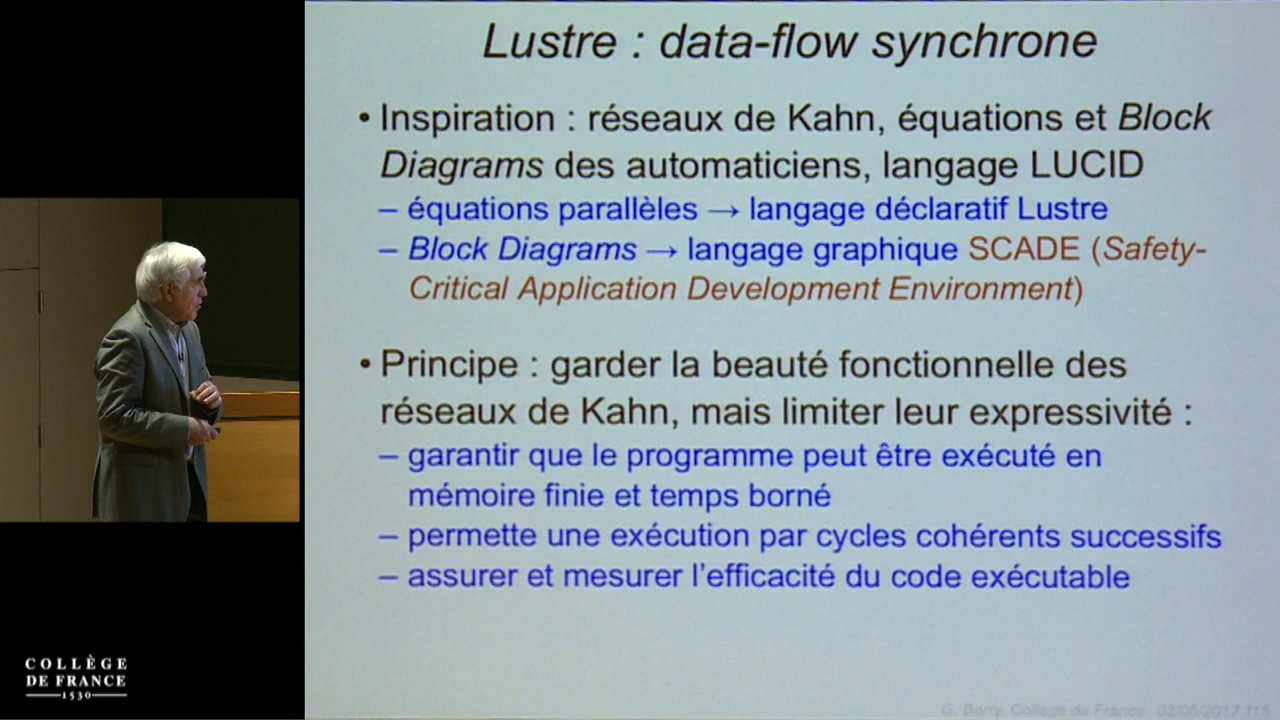 Lustre : data-flow synchrone
• Inspiration : réseaux de Kahn, équations et Block
Diagrams des automaticiens, langage LUCID
– équations parallèles → langage déclaratif Lustre
– Block Diagrams → langage graphique SCADE (Safety-
Critical Application Development Environment)
• Principe : garder la beauté fonctionnelle des
réseaux de Kahn, mais limiter leur expressivité :
– garantir que le programme peut être exécuté en
mémoire finie et temps borné
– permette une exécution par cycles cohérents successifs
– assurer et mesurer l'efficacité du code exécutable
COLLÈGE
DE FRANCE
1530
G. Berry, Collège de France